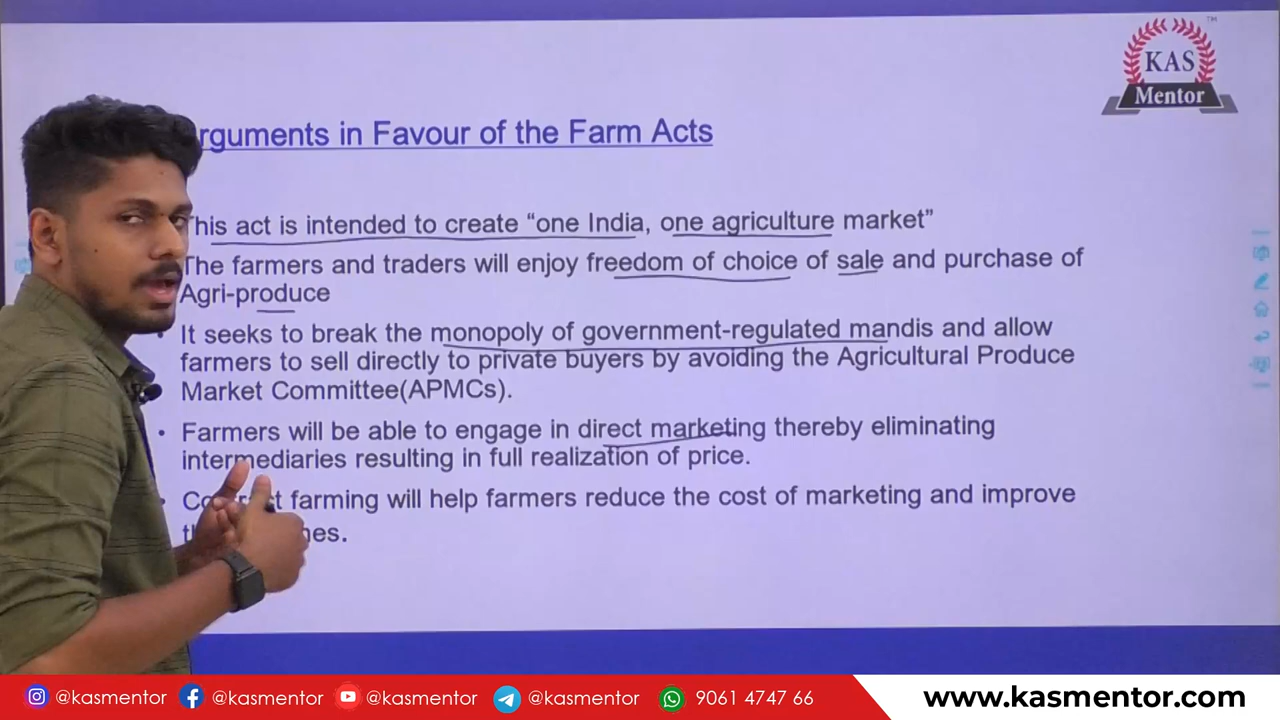 KAS
Mentor
TM
rguments in Favour of the Farm Acts
This act is intended to create “one India, one agriculture market”
The farmers and traders will enjoy freedom of choice of sale and purchase of
Agri-produce
• It seeks to break the monopoly of government-regulated mandis and allow
farmers to sell directly to private buyers by avoiding the Agricultural Produce
Market Committee(APMCs).
• Farmers will be able to engage in direct marketing thereby eliminating
intermediaries resulting in full realization of price.
• farming will help farmers reduce the cost of marketing and improve
@kasmentor @kasmentor @kasmentor @kasmentor 9061 4747 66 www.kasmentor.com